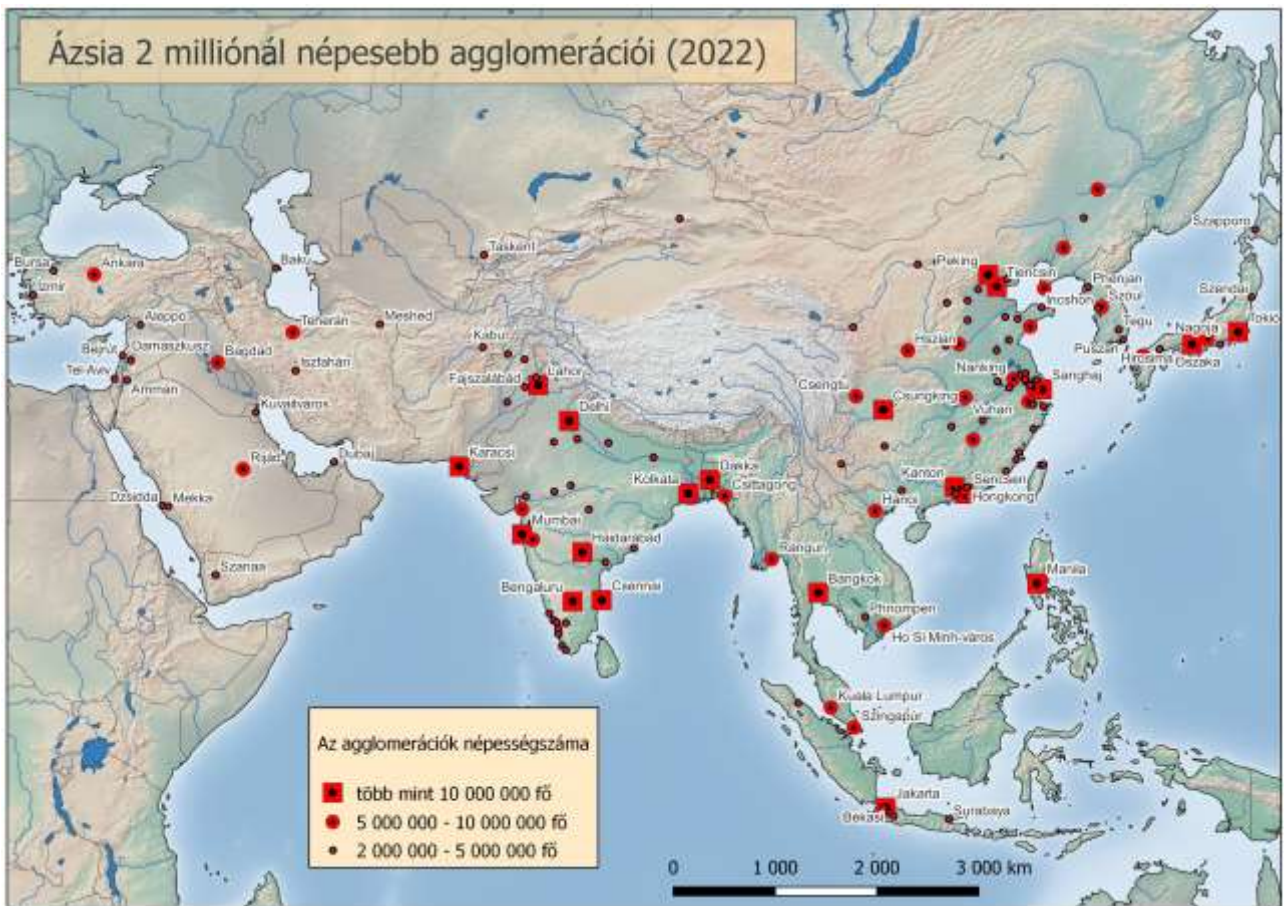 Ázsia 2 milliónál népesebb agglomerációi (2022)
Szapporo
Bursa
Ankara
Izmir
Baku
Taskent
Peking
Tiencsin
Phenjan
Szendai
Szöul
Incshon
Aleppo
Teherán
Meshed
Tegu
Nagoja
Tokió
Bejrút
Damaszkusz
Bagdad
Kabul
Hszian
Puszan
Hirosima
Oszaka
Tel-Aviv
Iszfahán
Lahor
Nanking
Amman
Fajszalábád
Csengtu
Sanghaj
Csungking
Kuvaitváros
Delhi
Vuhan
Rijád
Dubaj
Karacsi
Dakka
Kanton
Sencsen
Dzsidda
Mekka
Kolkata
Csittagong
Hongkong
Hanoi
Mumbai
Haidarábád
Rangun
Szanaa
Bengaluru
Csennai
Bangkok
Manila
Phnompen
Ho Si Minh-város
Kuala Lumpur
Szingapúr
Az agglomerációk népességszáma
több mint 10 000 000 fő
5 000 000 - 10 000 000 fő
2 000 000 - 5 000 000 fő
Jakarta
Bekasi
Surabaya
0 1 000 2 000 3 000 km